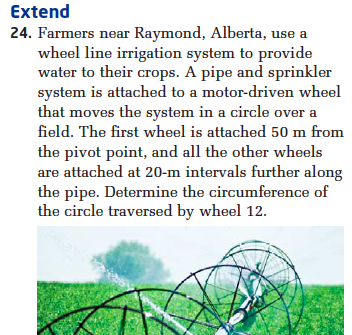 Extend
24. Farmers near Raymond, Alberta, use a
wheel line irrigation system to provide
water to their crops. A pipe and sprinkler
system is attached to a motor-driven wheel
that moves the system in a circle over a
field. The first wheel is attached 50 m from
the pivot point, and all the other wheels
are attached at 20-m intervals further along
the pipe. Determine the circumference of
the circle traversed by wheel 12.